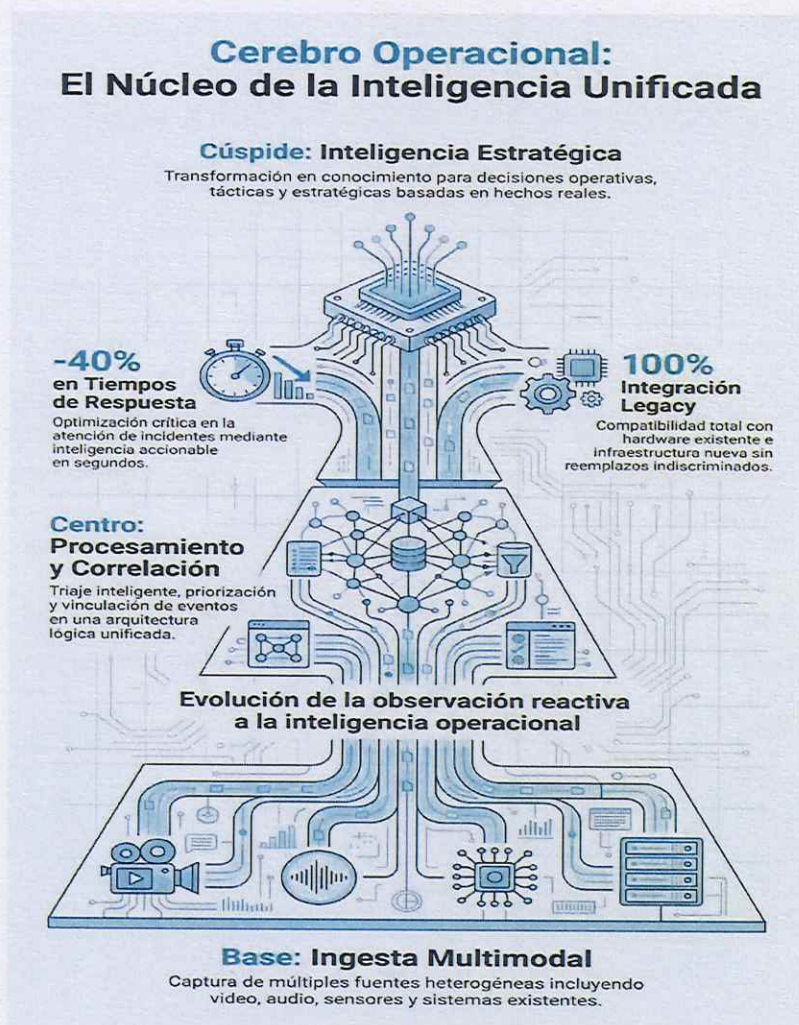 Cerebro Operacional:
El Núcleo de la Inteligencia Unificada
Cúspide: Inteligencia Estratégica
Transformación en conocimiento para decisiones operativas,
tácticas y estratégicas basadas en hechos reales.
-40%
en Tiempos
de Respuesta
Optimización crítica en la
atención de incidentes mediante
inteligencia accionable
en segundos.
100%
Integración
Legacy
Compatibilidad total con
hardware existente e
infraestructura nueva sin
reemplazos indiscriminados.
Centro:
Procesamiento
y Correlación
Triaje inteligente, priorización
y vinculación de eventos
en una arquitectura
lógica unificada.
Evolución de la observación reactiva
a la inteligencia operacional
Base: Ingesta Multimodal
Captura de múltiples fuentes heterogéneas incluyendo
video, audio, sensores y sistemas existentes.